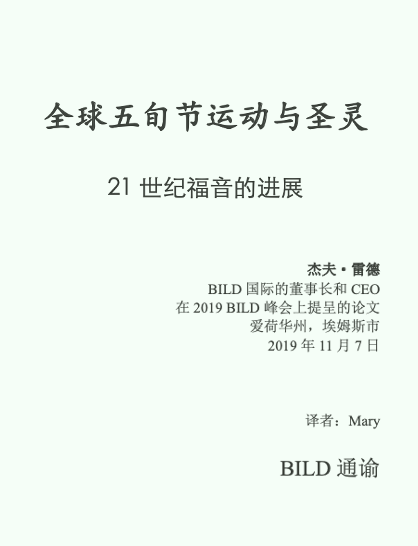 全球五旬节运动与圣灵
21 世纪福音的进展
杰夫·雷德
BILD 国际的董事长和 CEO
在 2019 BILD 峰会上提呈的论文
爱荷华州，埃姆斯市
2019 年 11 月 7 日
译者：Mary
BILD 通谕